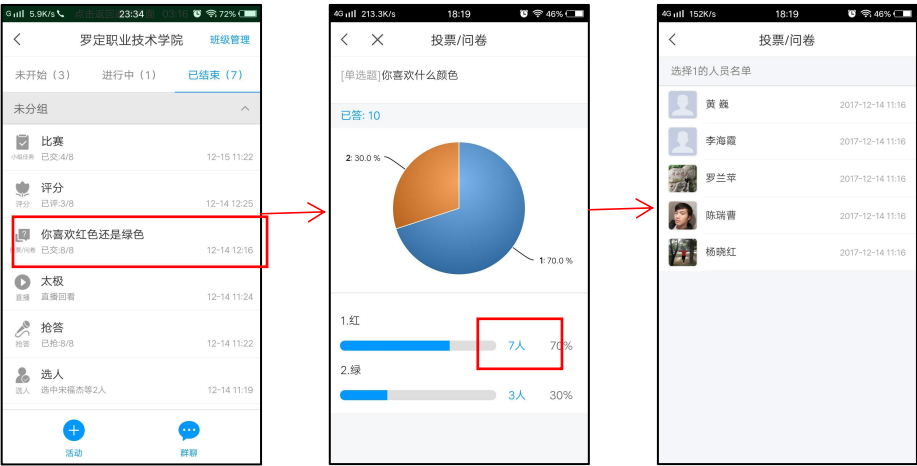 G 5.9K/s 23:34 72%
罗定职业技术学院 班级管理
未开始（3） 进行中（1） 已结束（7）
未分组
比赛
小组任务 已交:4/8 12-15 11:22
评分
评分 已评:3/8 12-14 12:25
你喜欢红色还是绿色
投票/问卷 已交:8/8 12-14 12:16
太极
直播 直播回看 12-14 11:24
抢答
抢答 已抢:8/8 12-14 11:22
选人
选人 选中宋福杰等2人 12-14 11:19
活动 群聊
4G 213.3K/s 18:19 46%
投票/问卷
[单选题]你喜欢什么颜色
已答: 10
2: 30.0 %
1: 70.0 %
1.红
7人 70%
2.绿
3人 30%
4G 152K/s 18:19 46%
投票/问卷
选择1的人员名单
黄 巍 2017-12-14 11:16
李海霞 2017-12-14 11:16
罗兰苹 2017-12-14 11:16
陈瑞曹 2017-12-14 11:16
杨晓红 2017-12-14 11:16